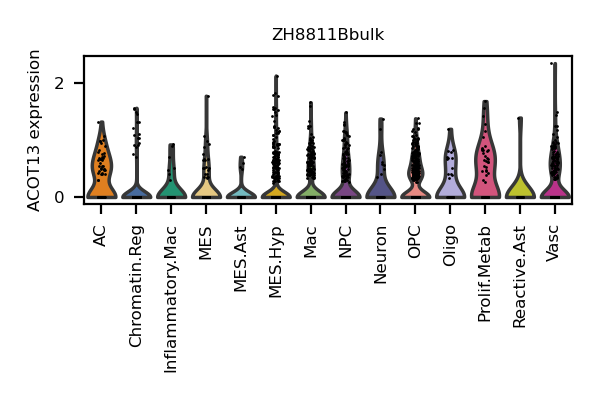 ZH8811Bbulk
ACOT13 expression
2
0
AC
Chromatin.Reg
Inflammatory.Mac
MES
MES.Ast
MES.Hyp
Mac
NPC
Neuron
OPC
Oligo
Prolif.Metab
Reactive.Ast
Vasc